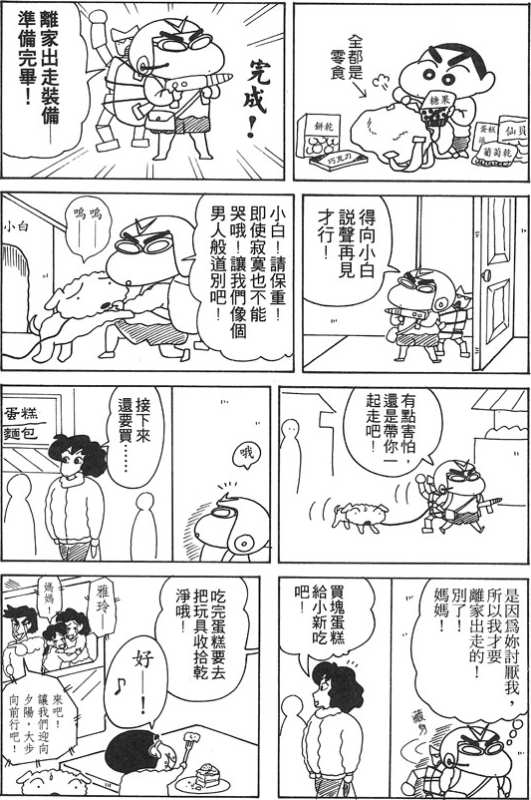 全都是
零食
糖果
餅乾
巧克力
蛋糕
仙貝
葡萄乾
完成！
離家出走裝備—
準備完畢！
得向小白
說聲再見
才行！
小白！請保重！
即使寂寞也不能
哭哦！讓我們像個
男人般道別吧！
嗚—嗚—
小白
有點害怕，
還是帶你一
起走吧！
哦
接下來
還要買……
蛋糕
麵包
是因為妳討厭我，
所以我才要
離家出走的！
別了！
媽媽！
藏身
買塊蛋糕
給小新吃
吧！
吃完蛋糕要去
把玩具收拾乾
淨哦！
好—！
雅玲—
媽媽！
來吧！
讓我們迎向
夕陽，大步
向前行吧！